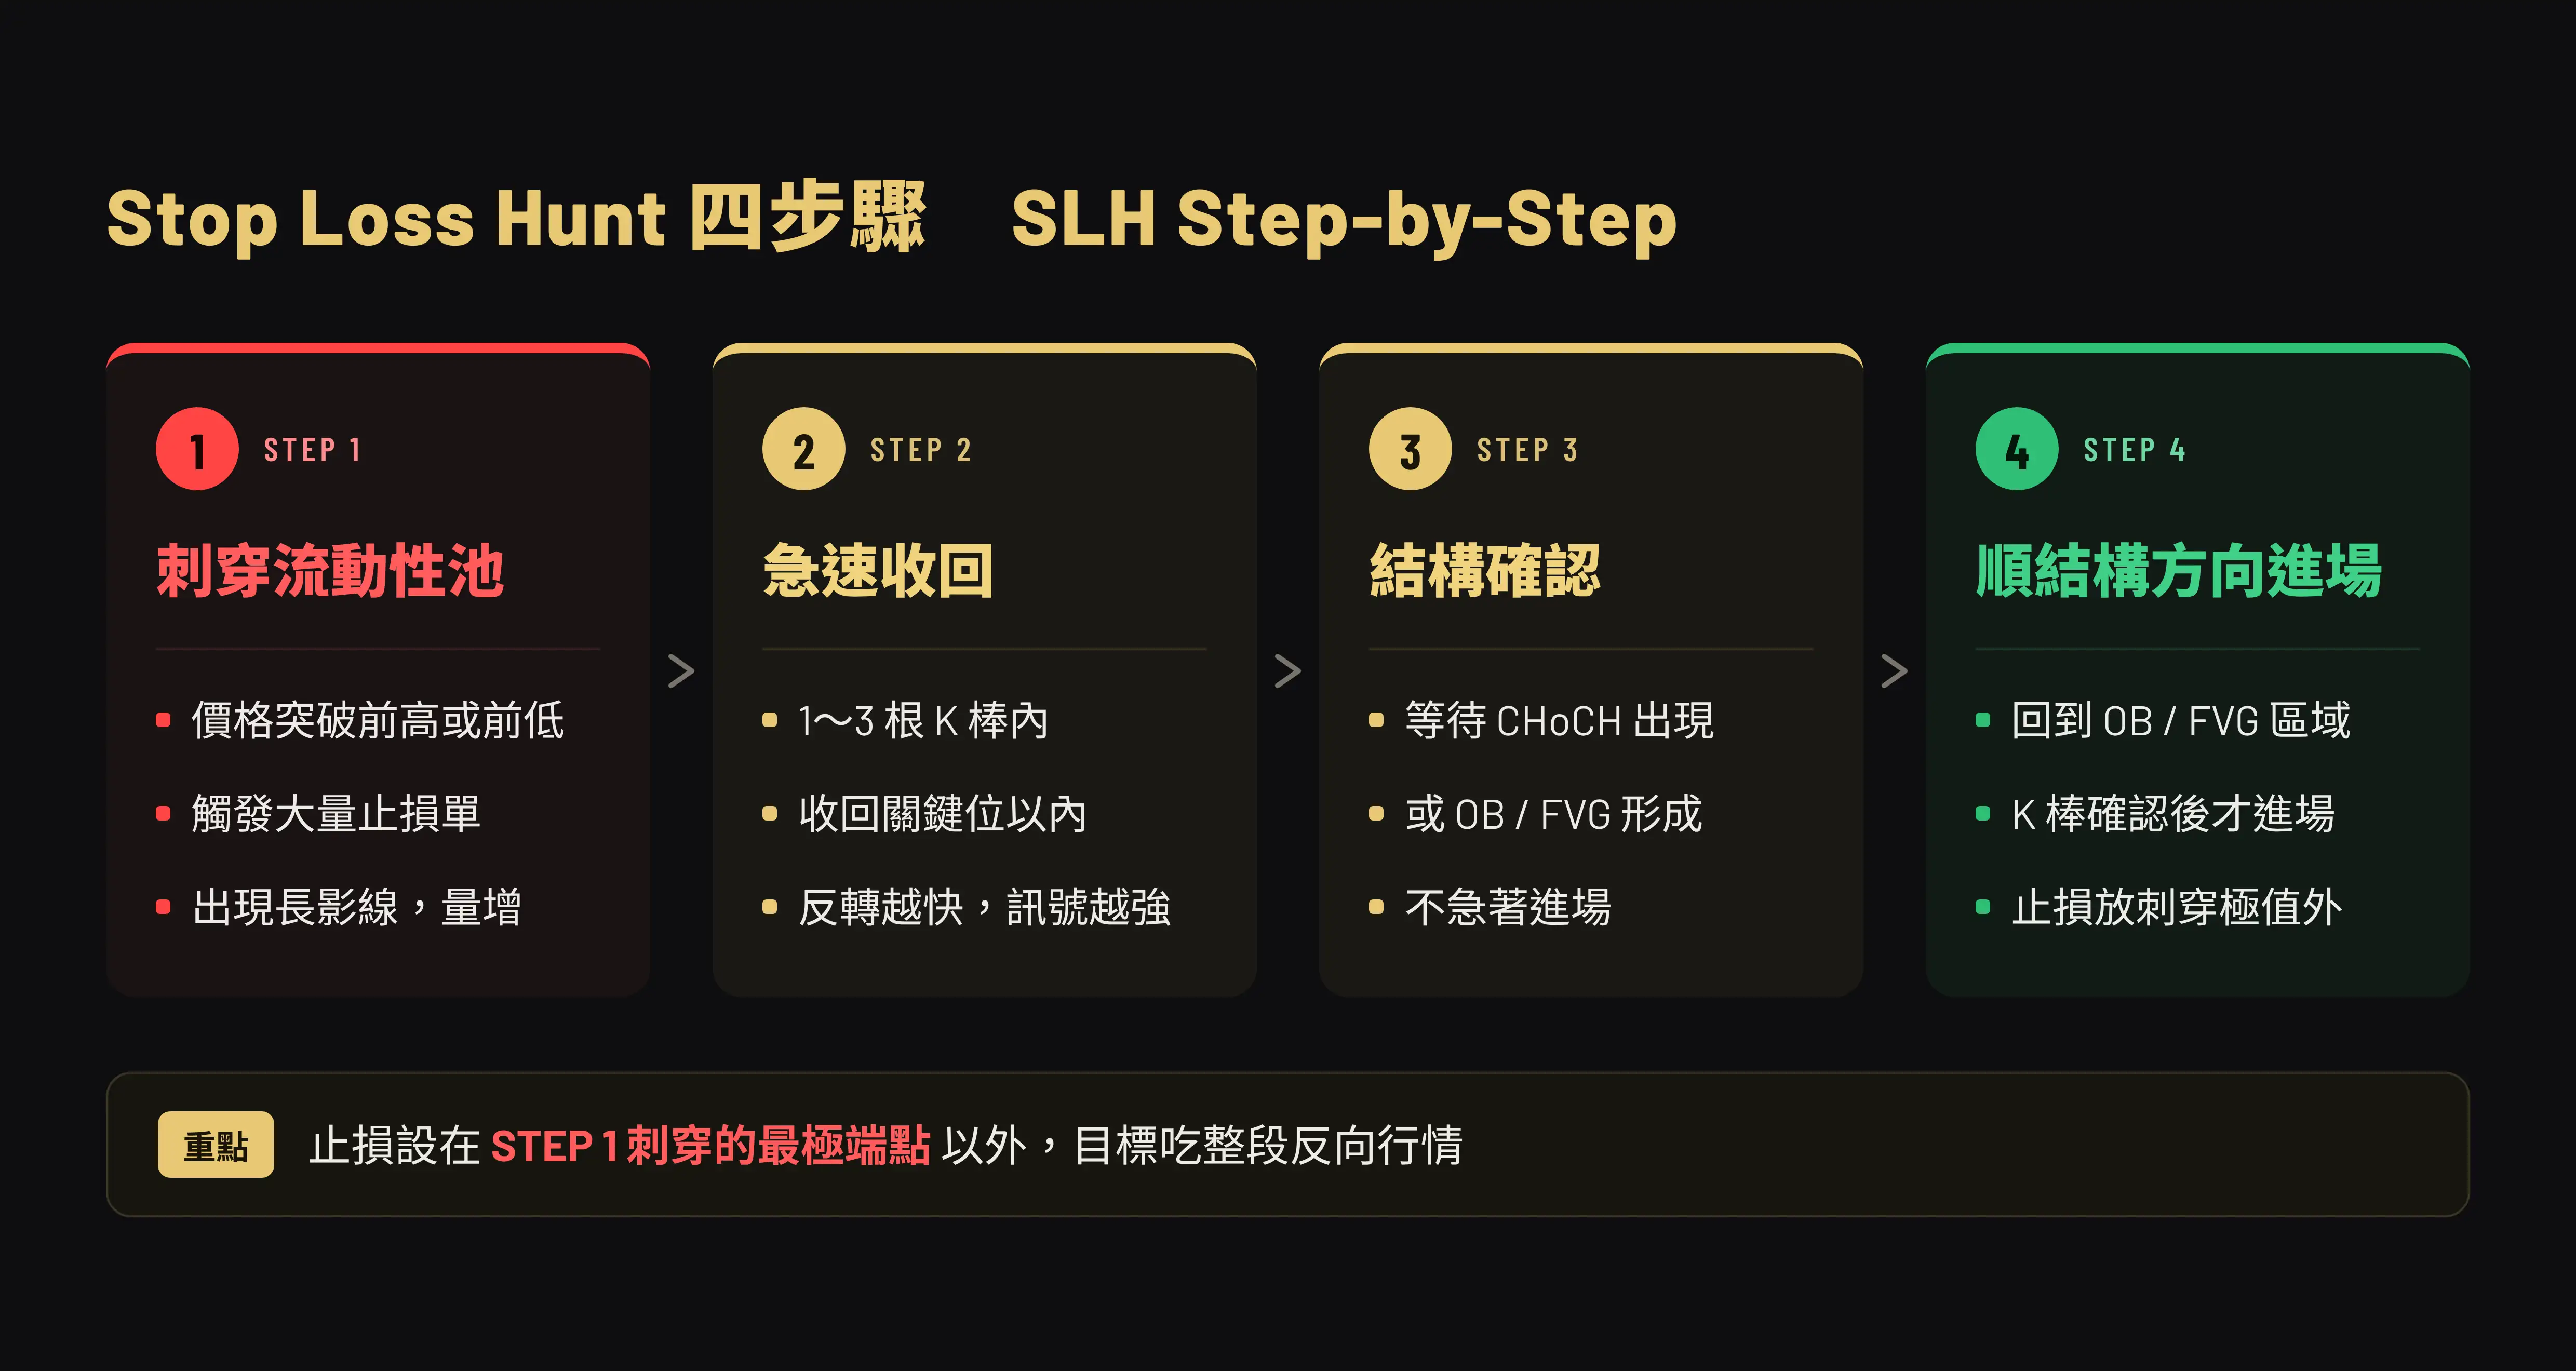 Stop Loss Hunt 四步驟 SLH Step-by-Step
1 STEP 1
刺穿流動性池
價格突破前高或前低
觸發大量止損單
出現長影線，量增
>
2 STEP 2
急速收回
1～3 根 K 棒內
收回關鍵位以內
反轉越快，訊號越強
>
3 STEP 3
結構確認
等待 CHoCH 出現
或 OB / FVG 形成
不急著進場
>
4 STEP 4
順結構方向進場
回到 OB / FVG 區域
K 棒確認後才進場
止損放刺穿極值外
重點 止損設在 STEP 1 刺穿的最極端點 以外，目標吃整段反向行情